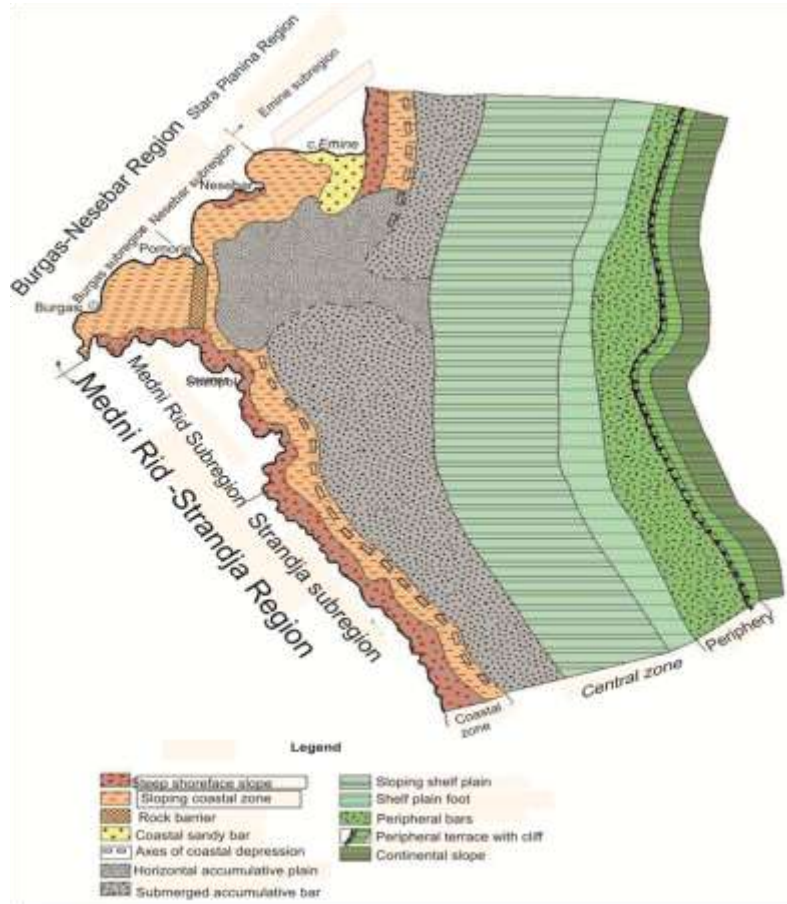 Stara Planina Region
Emine subregion
c.Emine
Burgas-Nesebar Region
Nesebar subregion
Nesebar
Burgas subregioe
Pomorie
Burgas
Medni Rid Subregion
Medni Rid -Strandja Region
Strandja subregion
Coastal
zone
Central zone
Periphery
Legend
Steep shoreface slope
Sloping coastal zone
Rock barrier
Coastal sandy bar
Axes of coastal depression
Horizontal accumulative plain
Submerged accumulative bar
Sloping shelf plain
Shelf plain foot
Peripheral bars
Peripheral terrace with cliff
Continental slope